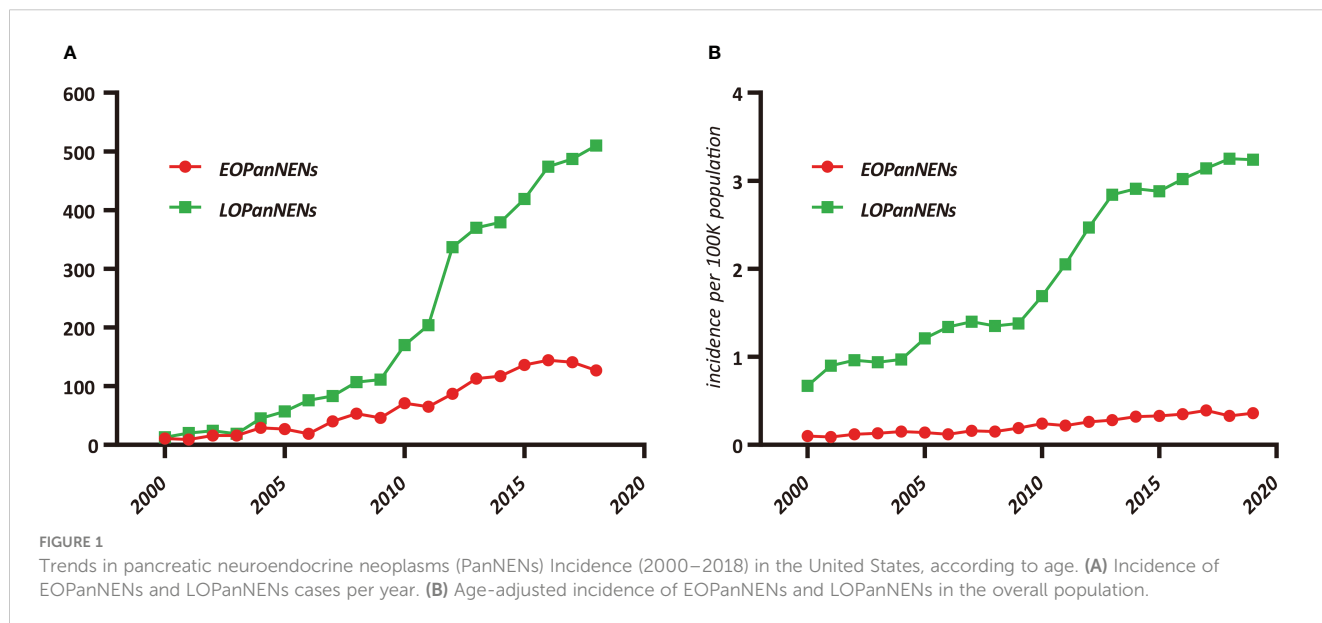 A
600
500
400
300
200
100
0
EOPanNENs
LOPanNENs
2000
2005
2010
2015
2020
B
incidence per 100K population
4
3
2
1
0
EOPanNENs
LOPanNENs
2000
2005
2010
2015
2020
FIGURE 1
Trends in pancreatic neuroendocrine neoplasms (PanNENs) Incidence (2000–2018) in the United States, according to age. (A) Incidence of
EOPanNENs and LOPanNENs cases per year. (B) Age-adjusted incidence of EOPanNENs and LOPanNENs in the overall population.